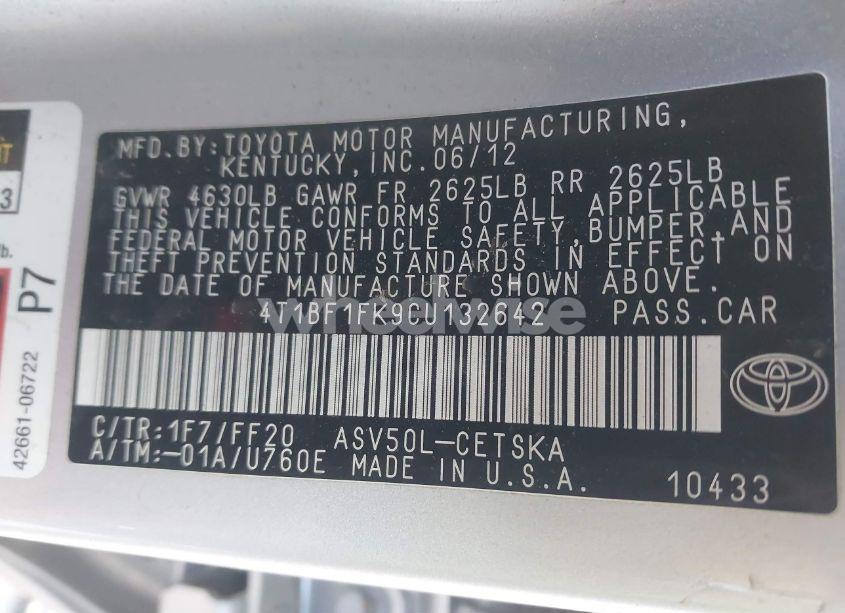 MFD. BY: TOYOTA MOTOR MANUFACTURING,
KENTUCKY, INC. 06/12
GVWR 4630LB GAWR FR 2625LB RR 2625LB
THIS VEHICLE CONFORMS TO ALL APPLICABLE
FEDERAL MOTOR VEHICLE SAFETY, BUMPER, AND
THEFT PREVENTION STANDARDS IN EFFECT ON
THE DATE OF MANUFACTURE SHOWN ABOVE.
4T1BF1FK9CU132642 PASS. CAR
wheelwise
C/TR: 1F7/FF20 ASV50L-CETSKA
A/TM: -01A/U760E MADE IN U.S.A. 10433
3
lb.
P7
42661-06722